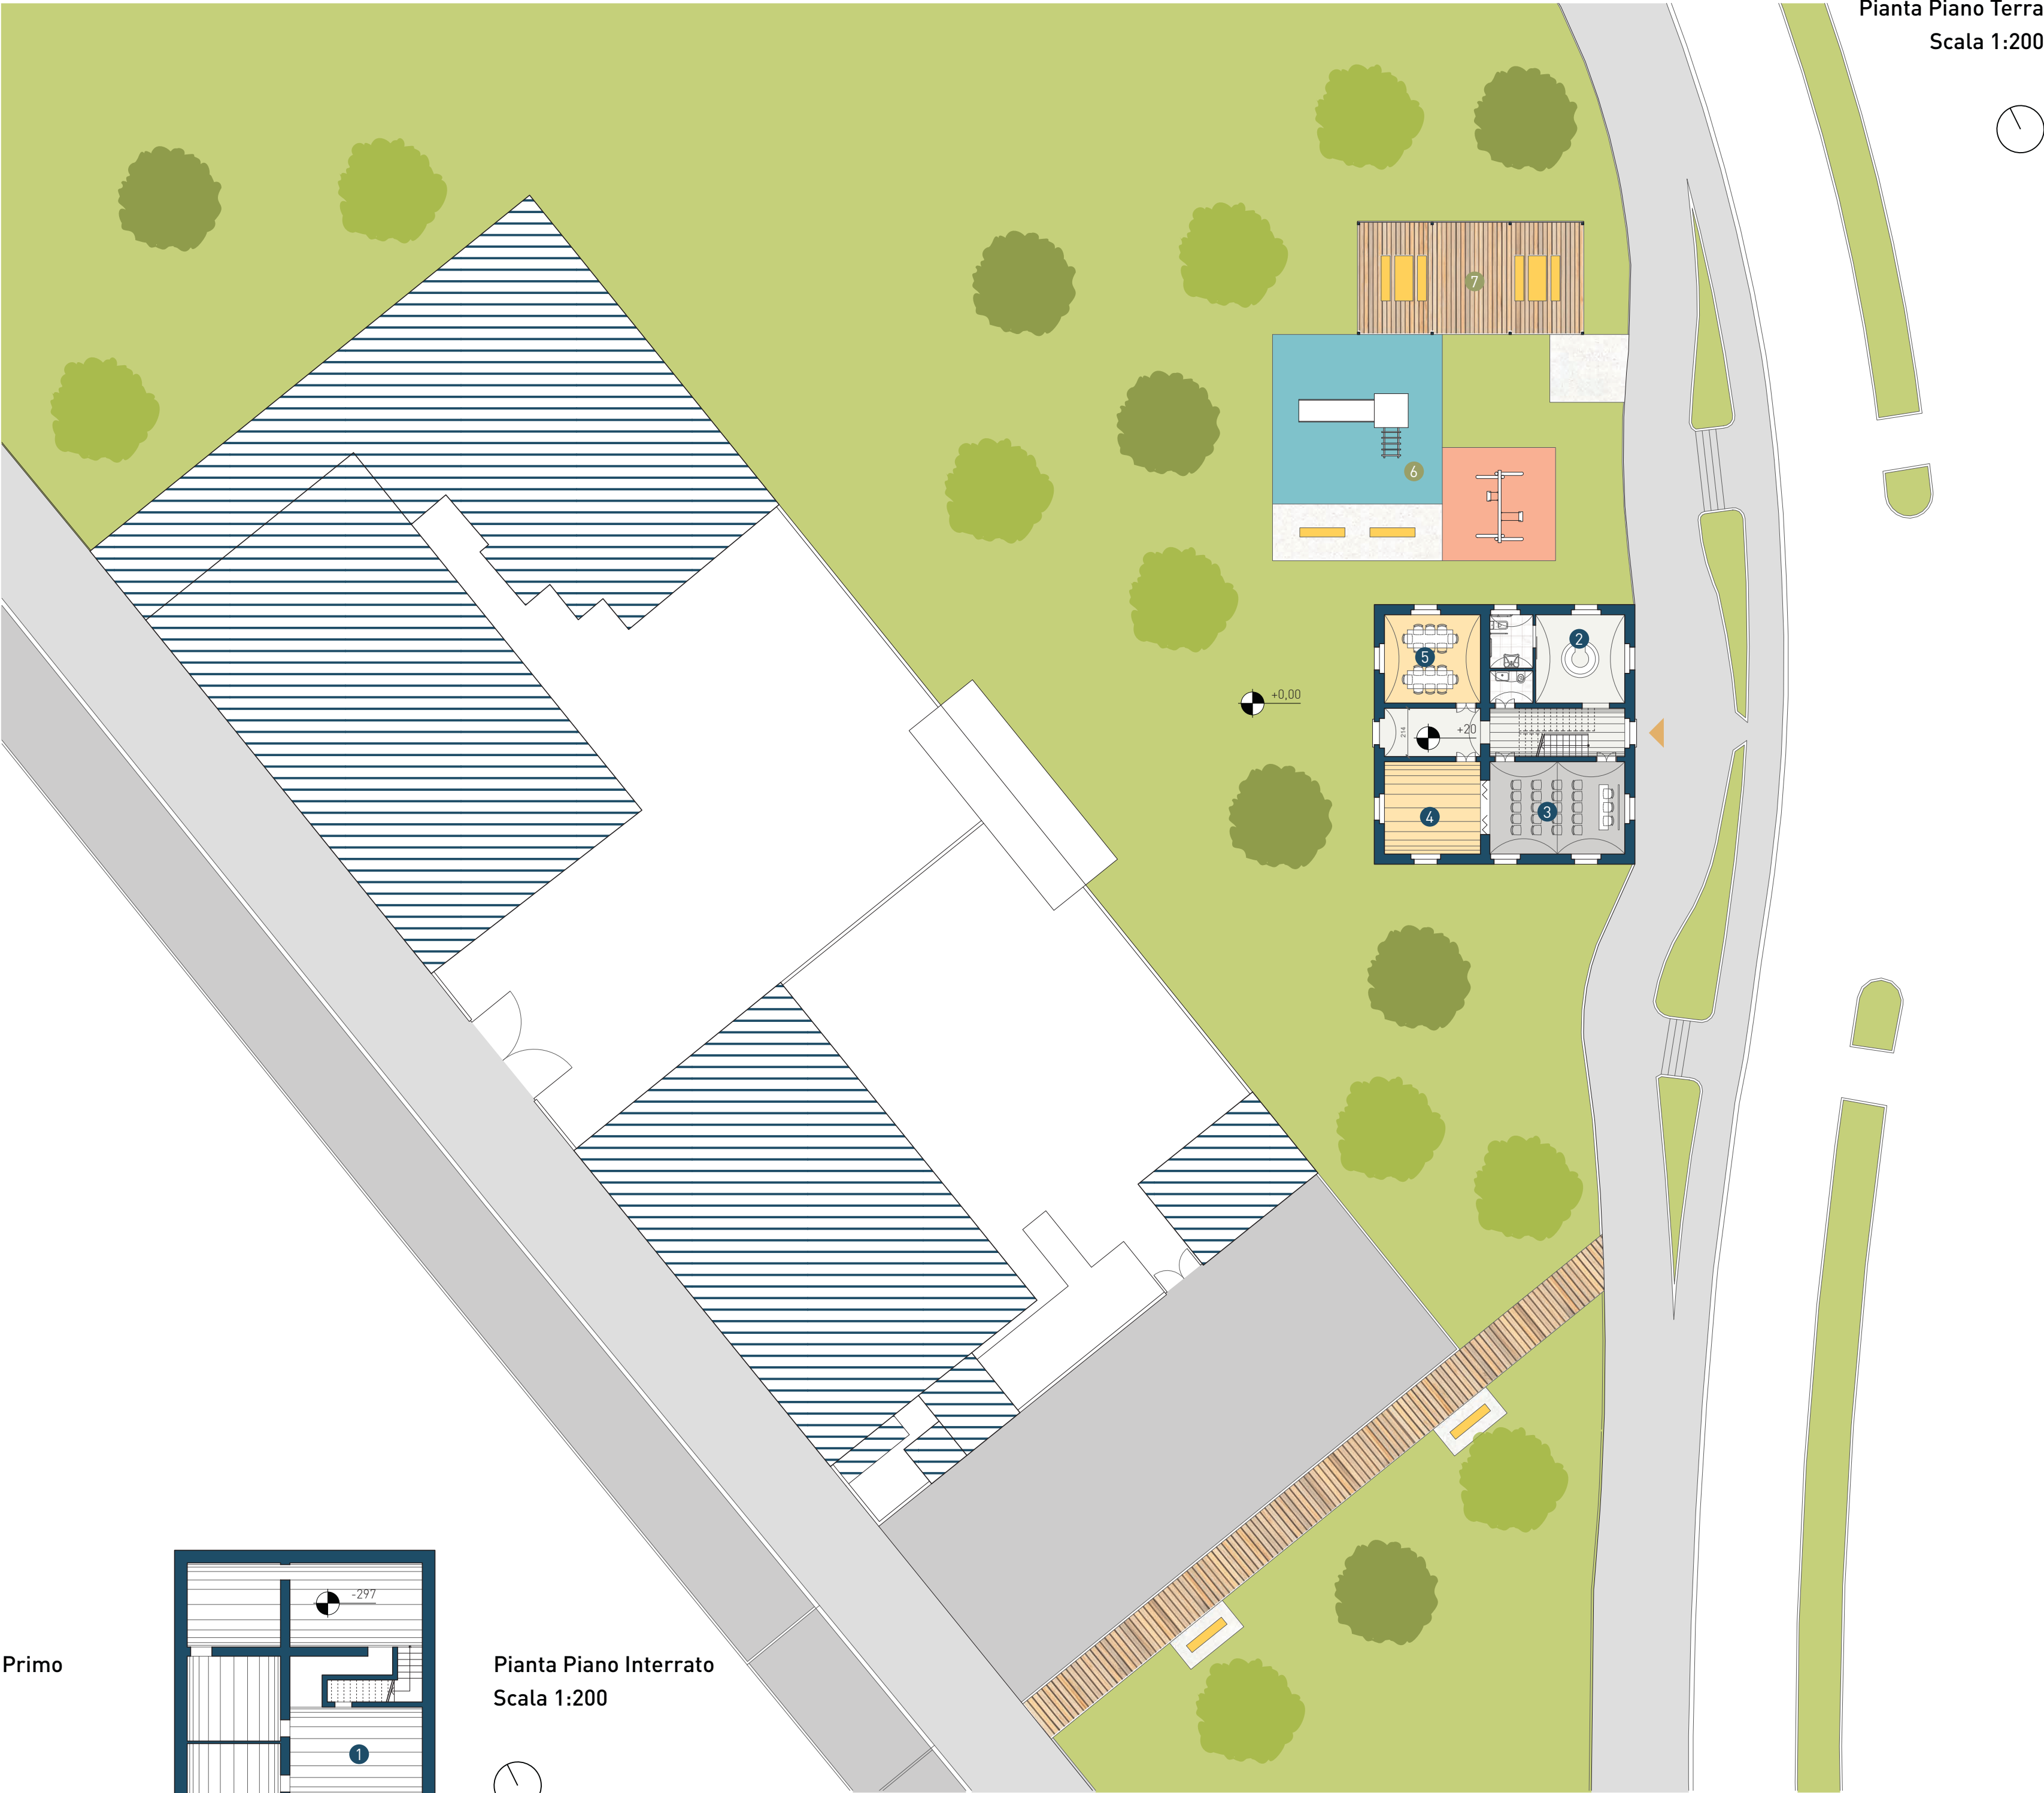 Pianta Piano Terra
Scala 1:200
7
6
5
2
+0,00
214
+20
4
3
-297
Primo
Pianta Piano Interrato
Scala 1:200
1